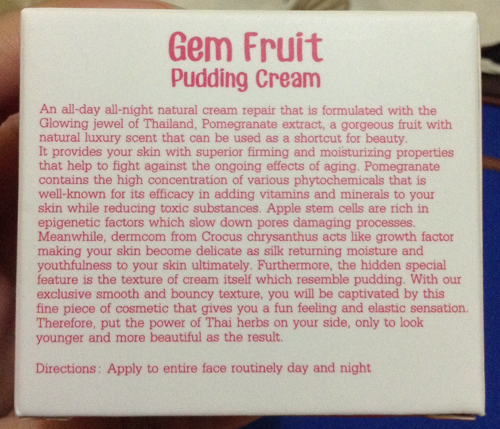 Gem Fruit
Pudding Cream
An all-day all-night natural cream repair that is formulated with the
Glowing jewel of Thailand, Pomegranate extract, a gorgeous fruit with
natural luxury scent that can be used as a shortcut for beauty.
It provides your skin with superior firming and moisturizing properties
that help to fight against the ongoing effects of aging. Pomegranate
contains the high concentration of various phytochemicals that is
well-known for its efficacy in adding vitamins and minerals to your
skin while reducing toxic substances. Apple stem cells are rich in
epigenetic factors which slow down pores damaging processes.
Meanwhile, dermcom from Crocus chrysanthus acts like growth factor
making your skin become delicate as silk returning moisture and
youthfulness to your skin ultimately. Furthermore, the hidden special
feature is the texture of cream itself which resemble pudding. With our
exclusive smooth and bouncy texture, you will be captivated by this
fine piece of cosmetic that gives you a fun feeling and elastic sensation.
Therefore, put the power of Thai herbs on your side, only to look
younger and more beautiful as the result.
Directions: Apply to entire face routinely day and night